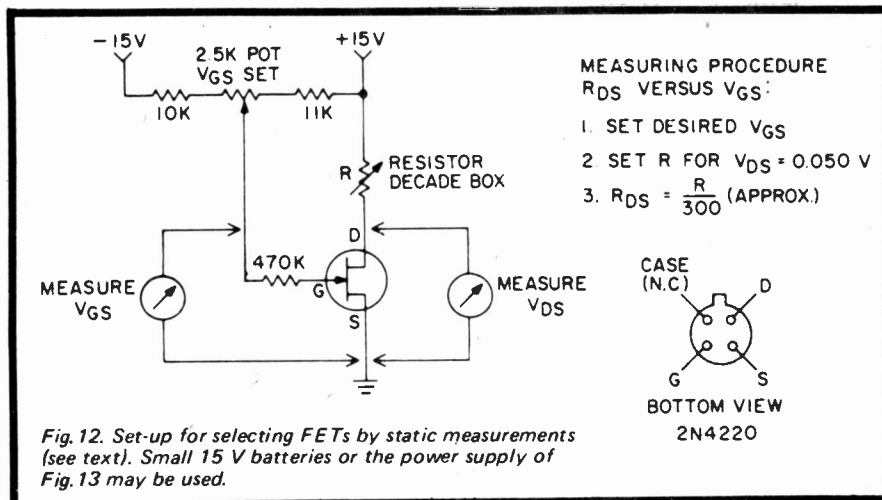 -15V
+15V
2.5K POT
VGS SET
10K
11K
R
RESISTOR
DECADE BOX
D
470K
G
S
MEASURE
VGS
MEASURE
VDS
MEASURING PROCEDURE
RDS VERSUS VGS:
1. SET DESIRED VGS
2. SET R FOR VDS = 0.050 V
3. RDS = R/300 (APPROX.)
CASE
(N.C)
D
G
S
BOTTOM VIEW
2N4220
Fig. 12. Set-up for selecting FETs by static measurements
(see text). Small 15 V batteries or the power supply of
Fig. 13 may be used.